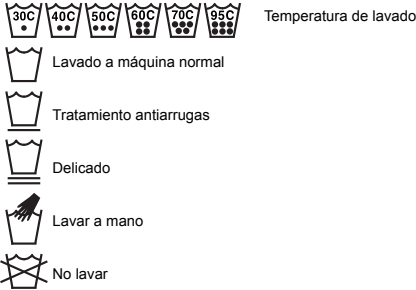 30C 40C 50C 60C 70C 95C Temperatura de lavado
Lavado a máquina normal
Tratamiento antiarrugas
Delicado
Lavar a mano
No lavar